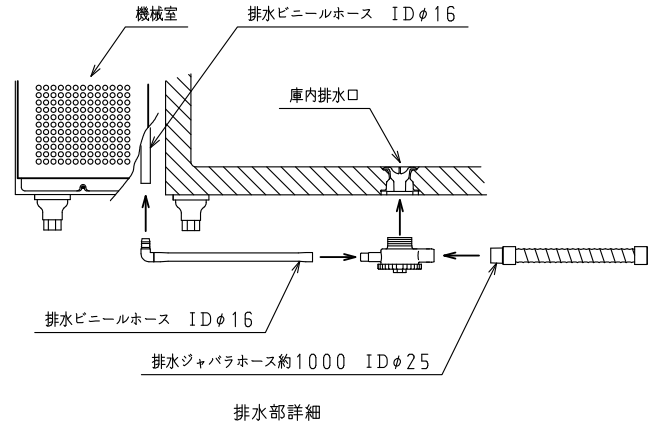 機械室
排水ビニールホース IDφ16
庫内排水口
排水ビニールホース IDφ16
排水ジャバラホース約1000 IDφ25
排水部詳細